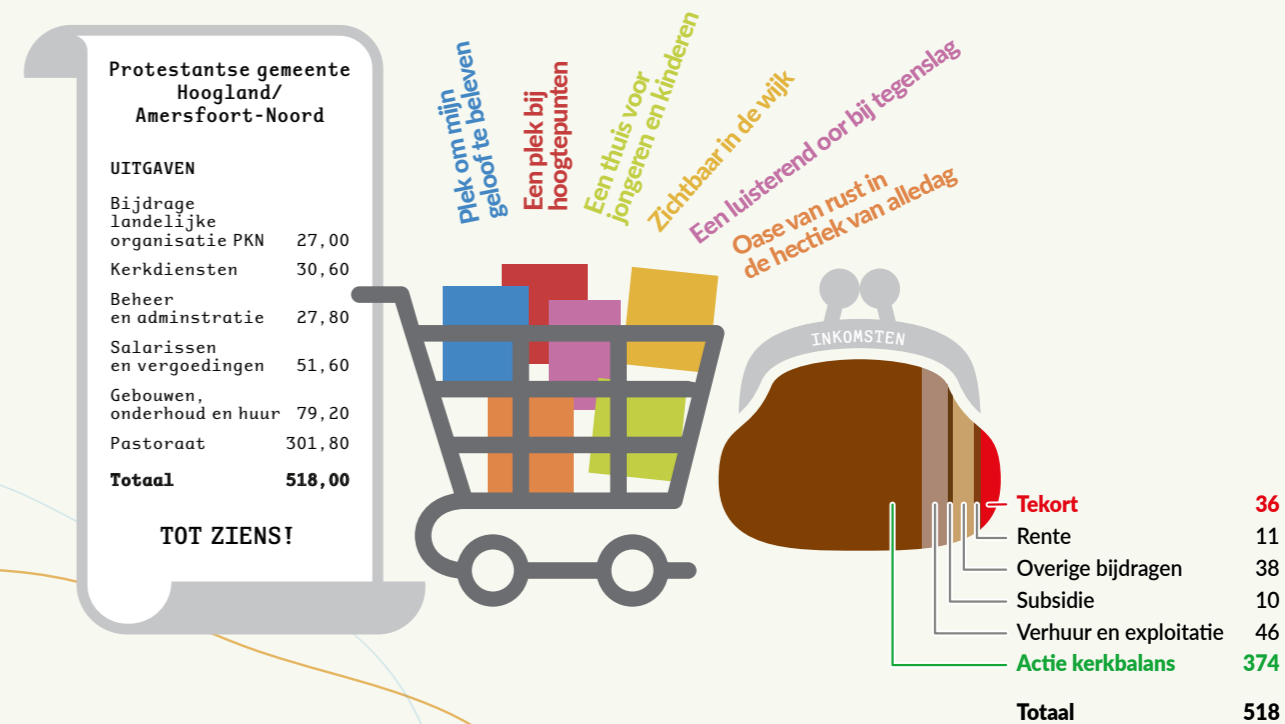 Protestantse gemeente
Hoogland/
Amersfoort-Noord
UITGAVEN
Bijdrage
landelijke
organisatie PKN 27,00
Kerkdiensten 30,60
Beheer
en adminstratie 27,80
Salarissen
en vergoedingen 51,60
Gebouwen,
onderhoud en huur 79,20
Pastoraat 301,80
Totaal 518,00
TOT ZIENS!
Plek om mijn
geloof te beleven
Een plek bij
hoogtepunten
Een thuis voor
jongeren en kinderen
Zichtbaar in de wijk
Een luisterend oor bij tegenslag
Oase van rust in
de hectiek van alledag
INKOMSTEN
Tekort 36
Rente 11
Overige bijdragen 38
Subsidie 10
Verhuur en exploitatie 46
Actie kerkbalans 374
Totaal 518